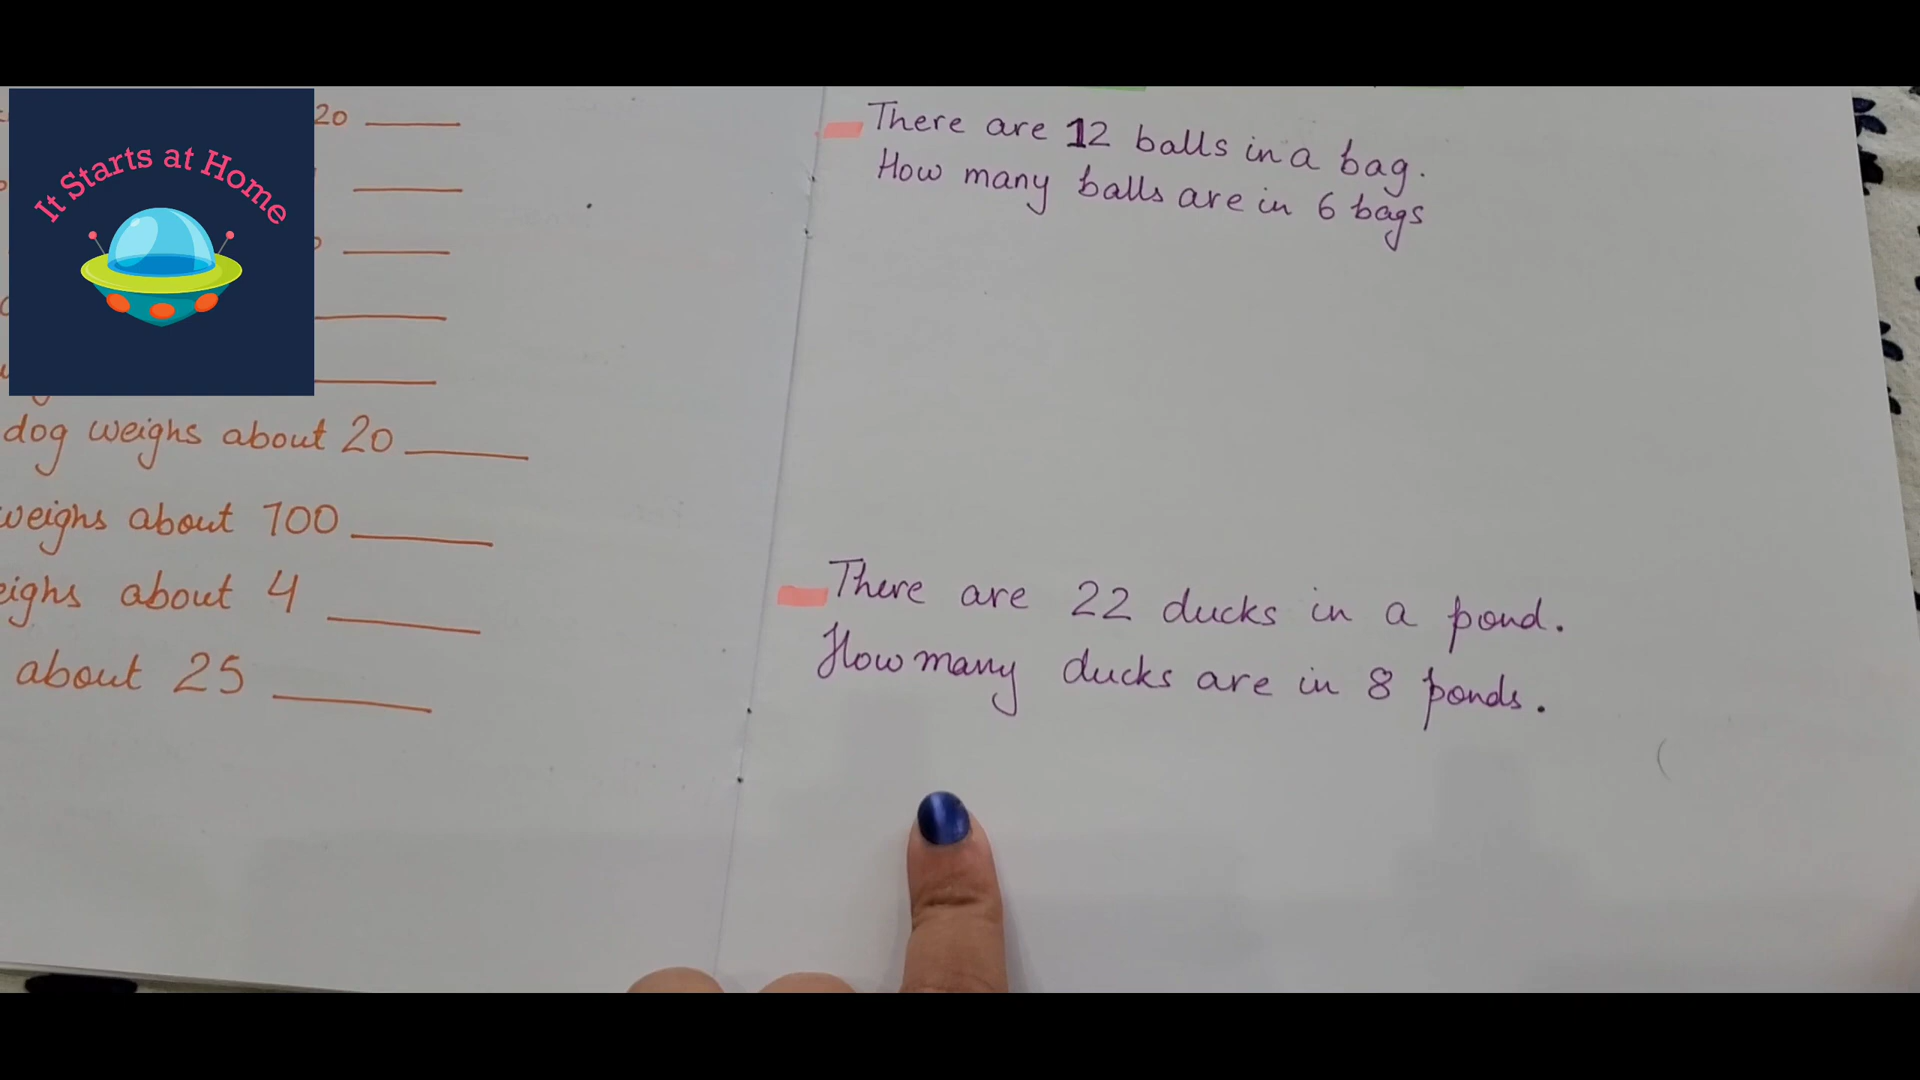 It Starts at Home
20
dog weighs about 20
weighs about 100
about 4
about 25
There are 12 balls in a bag.
How many balls are in 6 bags
There are 22 ducks in a pond.
How many ducks are in 8 ponds.